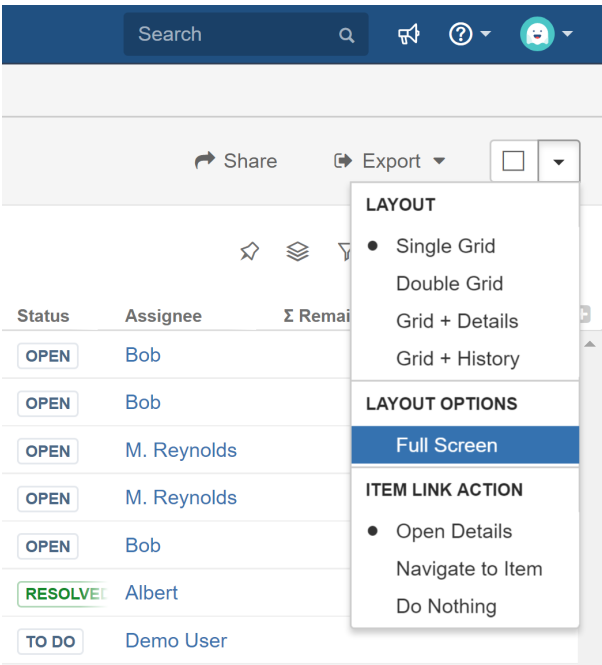 Search
Share Export
LAYOUT
Single Grid
Double Grid
Grid + Details
Grid + History
LAYOUT OPTIONS
Full Screen
ITEM LINK ACTION
Open Details
Navigate to Item
Do Nothing
Status Assignee Σ Remai
OPEN Bob
OPEN Bob
OPEN M. Reynolds
OPEN M. Reynolds
OPEN Bob
RESOLVED Albert
TO DO Demo User